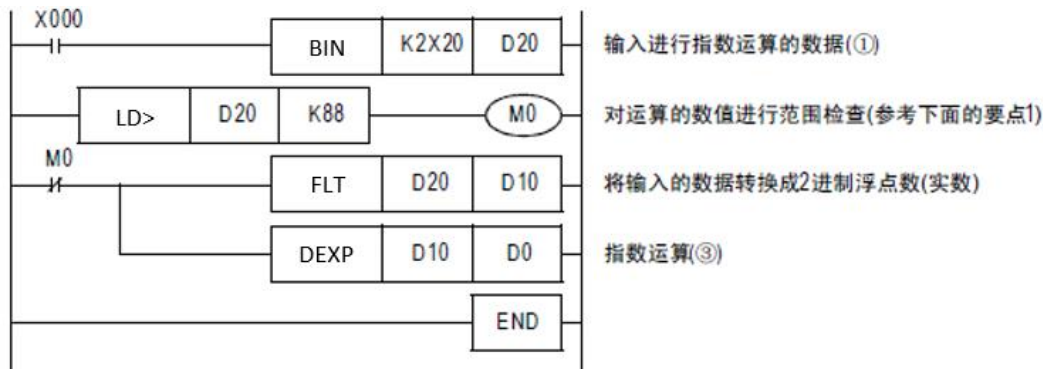 X000
BIN K2X20 D20 输入进行指数运算的数据(①)
LD> D20 K88 M0 对运算的数值进行范围检查(参考下面的要点1)
M0
FLT D20 D10 将输入的数据转换成2进制浮点数(实数)
DEXP D10 D0 指数运算(③)
END